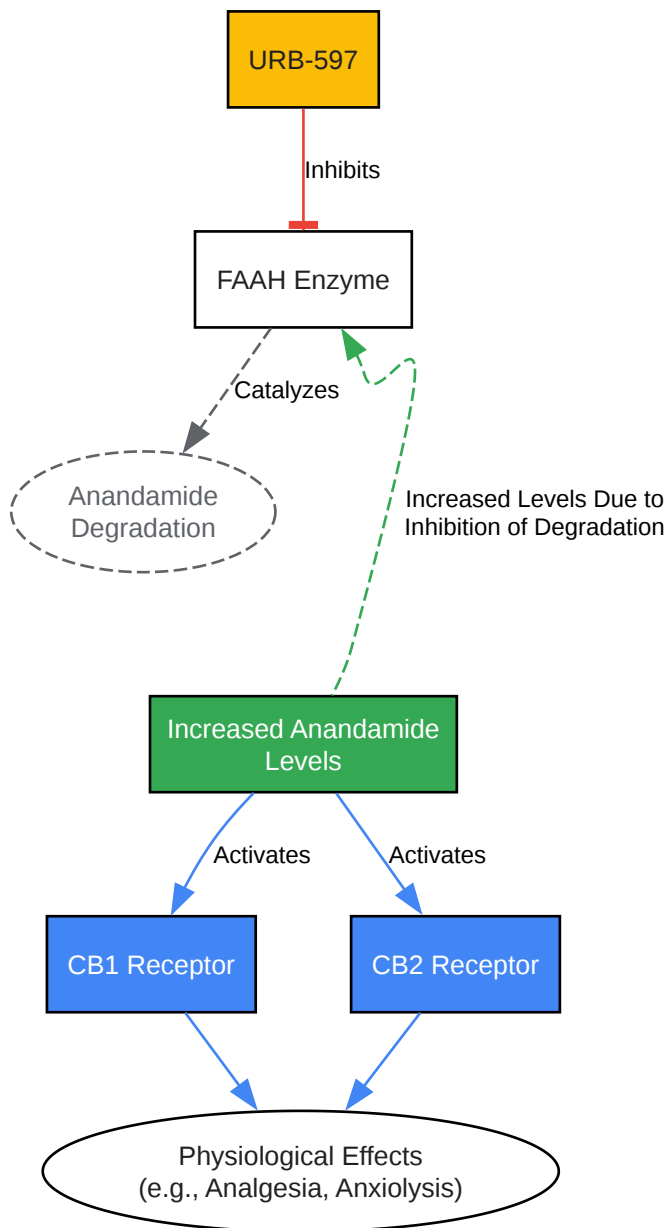 URB-597
Inhibits
FAAH Enzyme
Catalyzes
Anandamide
Degradation
Increased Levels Due to
Inhibition of Degradation
Increased Anandamide
Levels
Activates
Activates
CB1 Receptor
CB2 Receptor
Physiological Effects
(e.g., Analgesia, Anxiolysis)